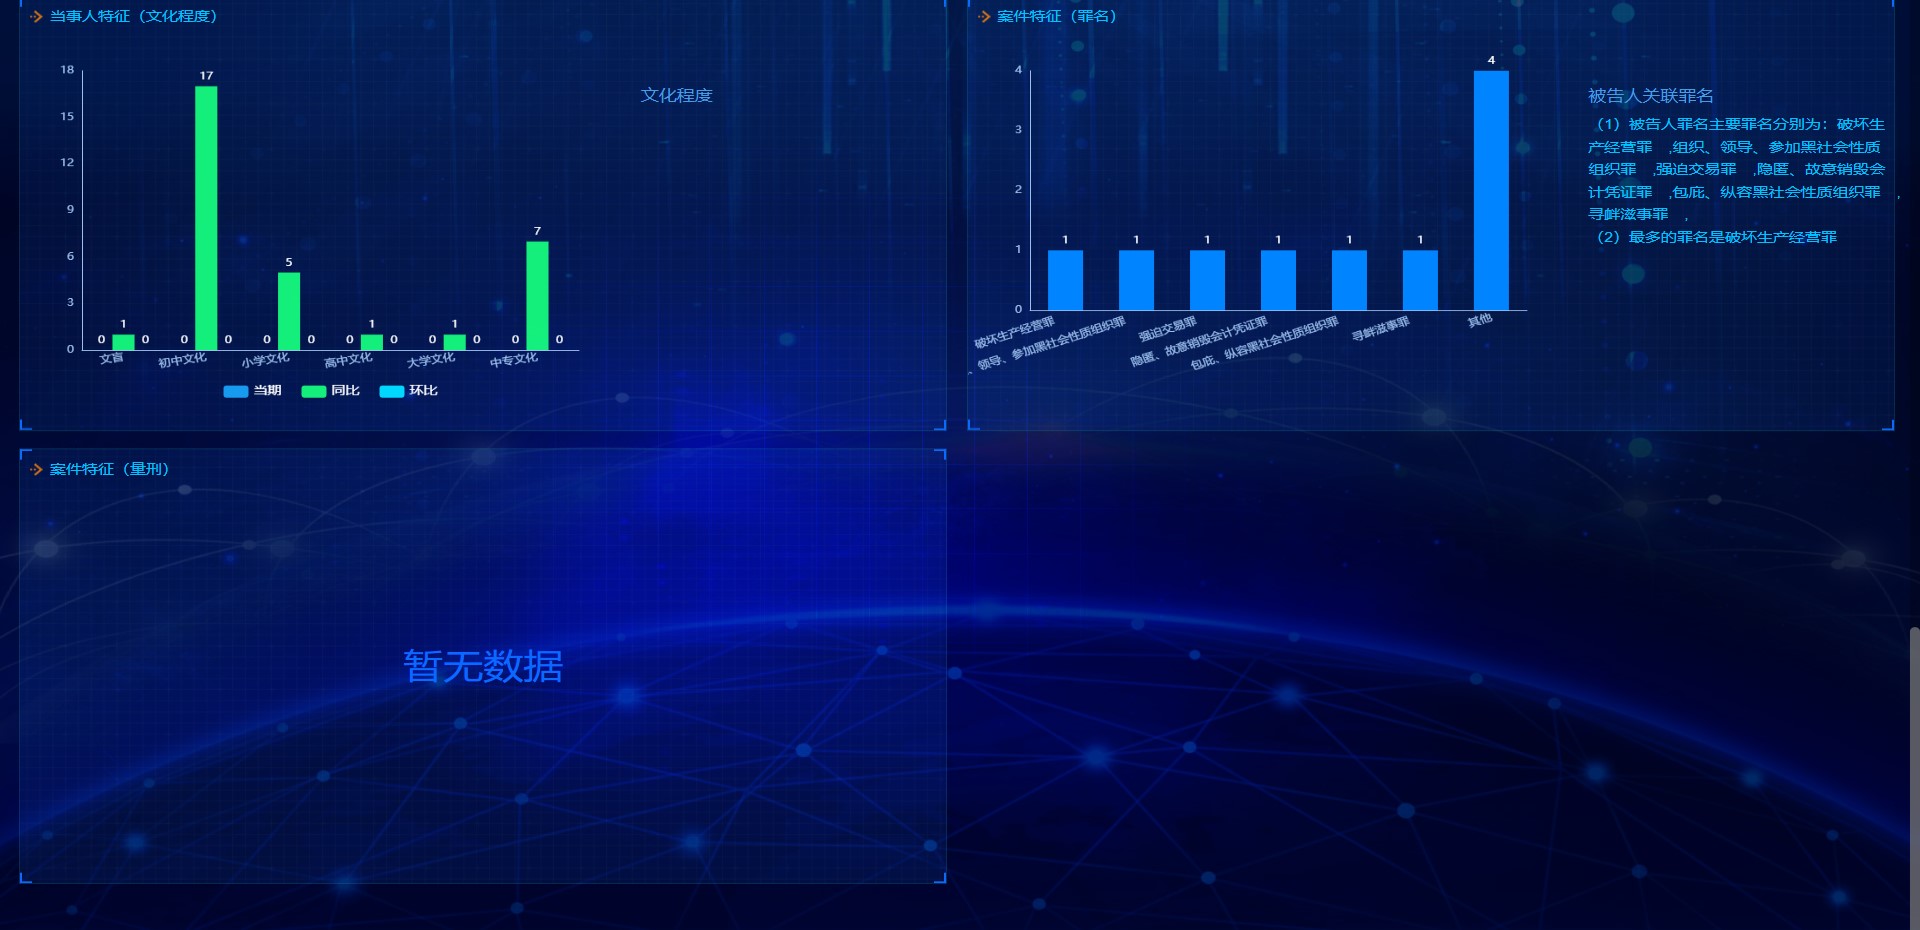 当事人特征（文化程度）
18
15
12
9
6
3
0
0 1 0
0 17 0
0 5 0
0 1 0
0 1 0
0 7 0
文盲
初中文化
小学文化
高中文化
大学文化
中专文化
当期 同比 环比
文化程度
案件特征（罪名）
4
3
2
1
0
1 1 1 1 1 1 4
破坏生产经营罪
领导、参加黑社会性质组织罪
强迫交易罪
隐匿、故意销毁会计凭证罪
包庇、纵容黑社会性质组织罪
寻衅滋事罪
其他
被告人关联罪名
（1）被告人罪名主要罪名分别为：破坏生
产经营罪 ,组织、领导、参加黑社会性质
组织罪 ,强迫交易罪 ,隐匿、故意销毁会
计凭证罪 ,包庇、纵容黑社会性质组织罪 ,
寻衅滋事罪 ,
（2）最多的罪名是破坏生产经营罪
案件特征（量刑）
暂无数据